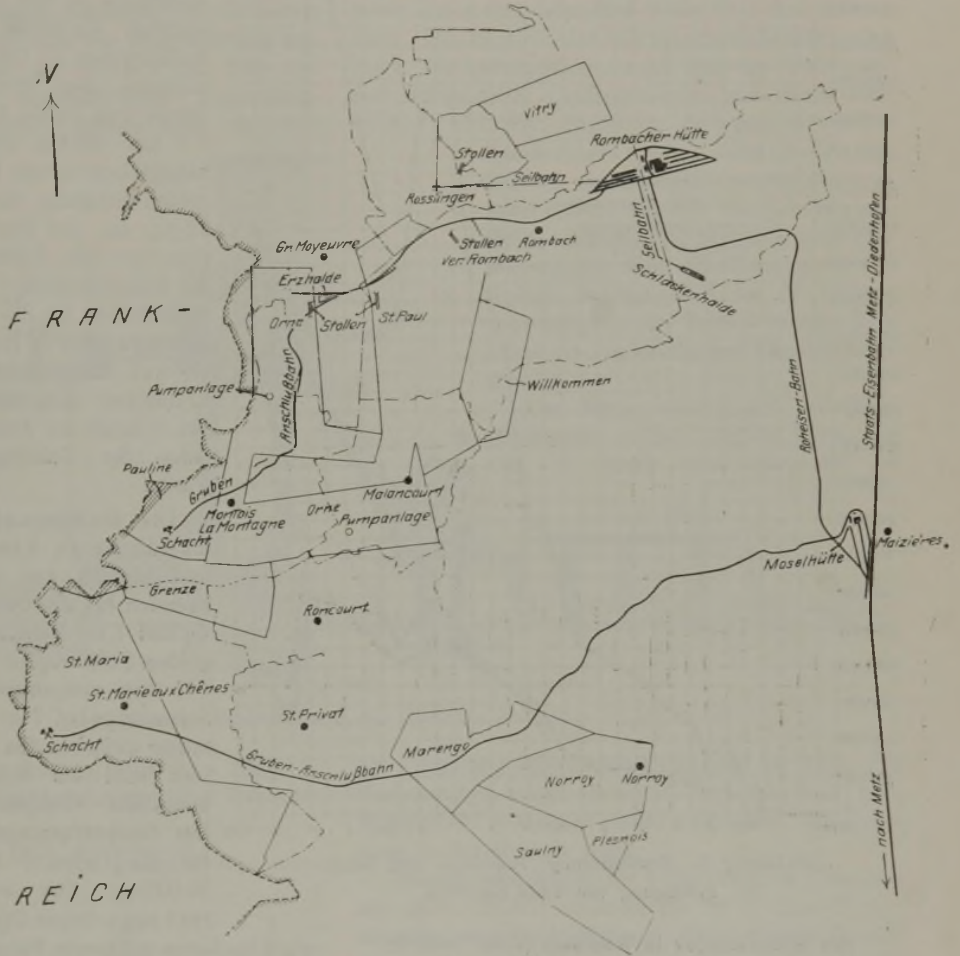 N
Vitry
Rombacher Hütte
Stollen
Seilbahn
Rosslingen
Gr. Moyeuvre
Stollen
Ver. Rombach
Rombach
Seilbahn
Schlackenhalde
Erzhalde
FRANK-
Orne
Stollen
St. Paul
Staats-Eisenbahn Metz-Diedenhofen
Roheisen-Bahn
Pumpanlage
Anschlußbahn
Willkommen
Pauline
Gruben
Malancourt
Montois
La Montagne
Orne
Pumpanlage
Schacht
Moselhütte
Maizières.
Grenze
Roncourt
St. Maria
St. Marie aux Chênes
St. Privat
Schacht
Gruben-Anschlußbahn
Marengo
Norroy
Norroy
Saulny
Plesnois
nach Metz
REiCH